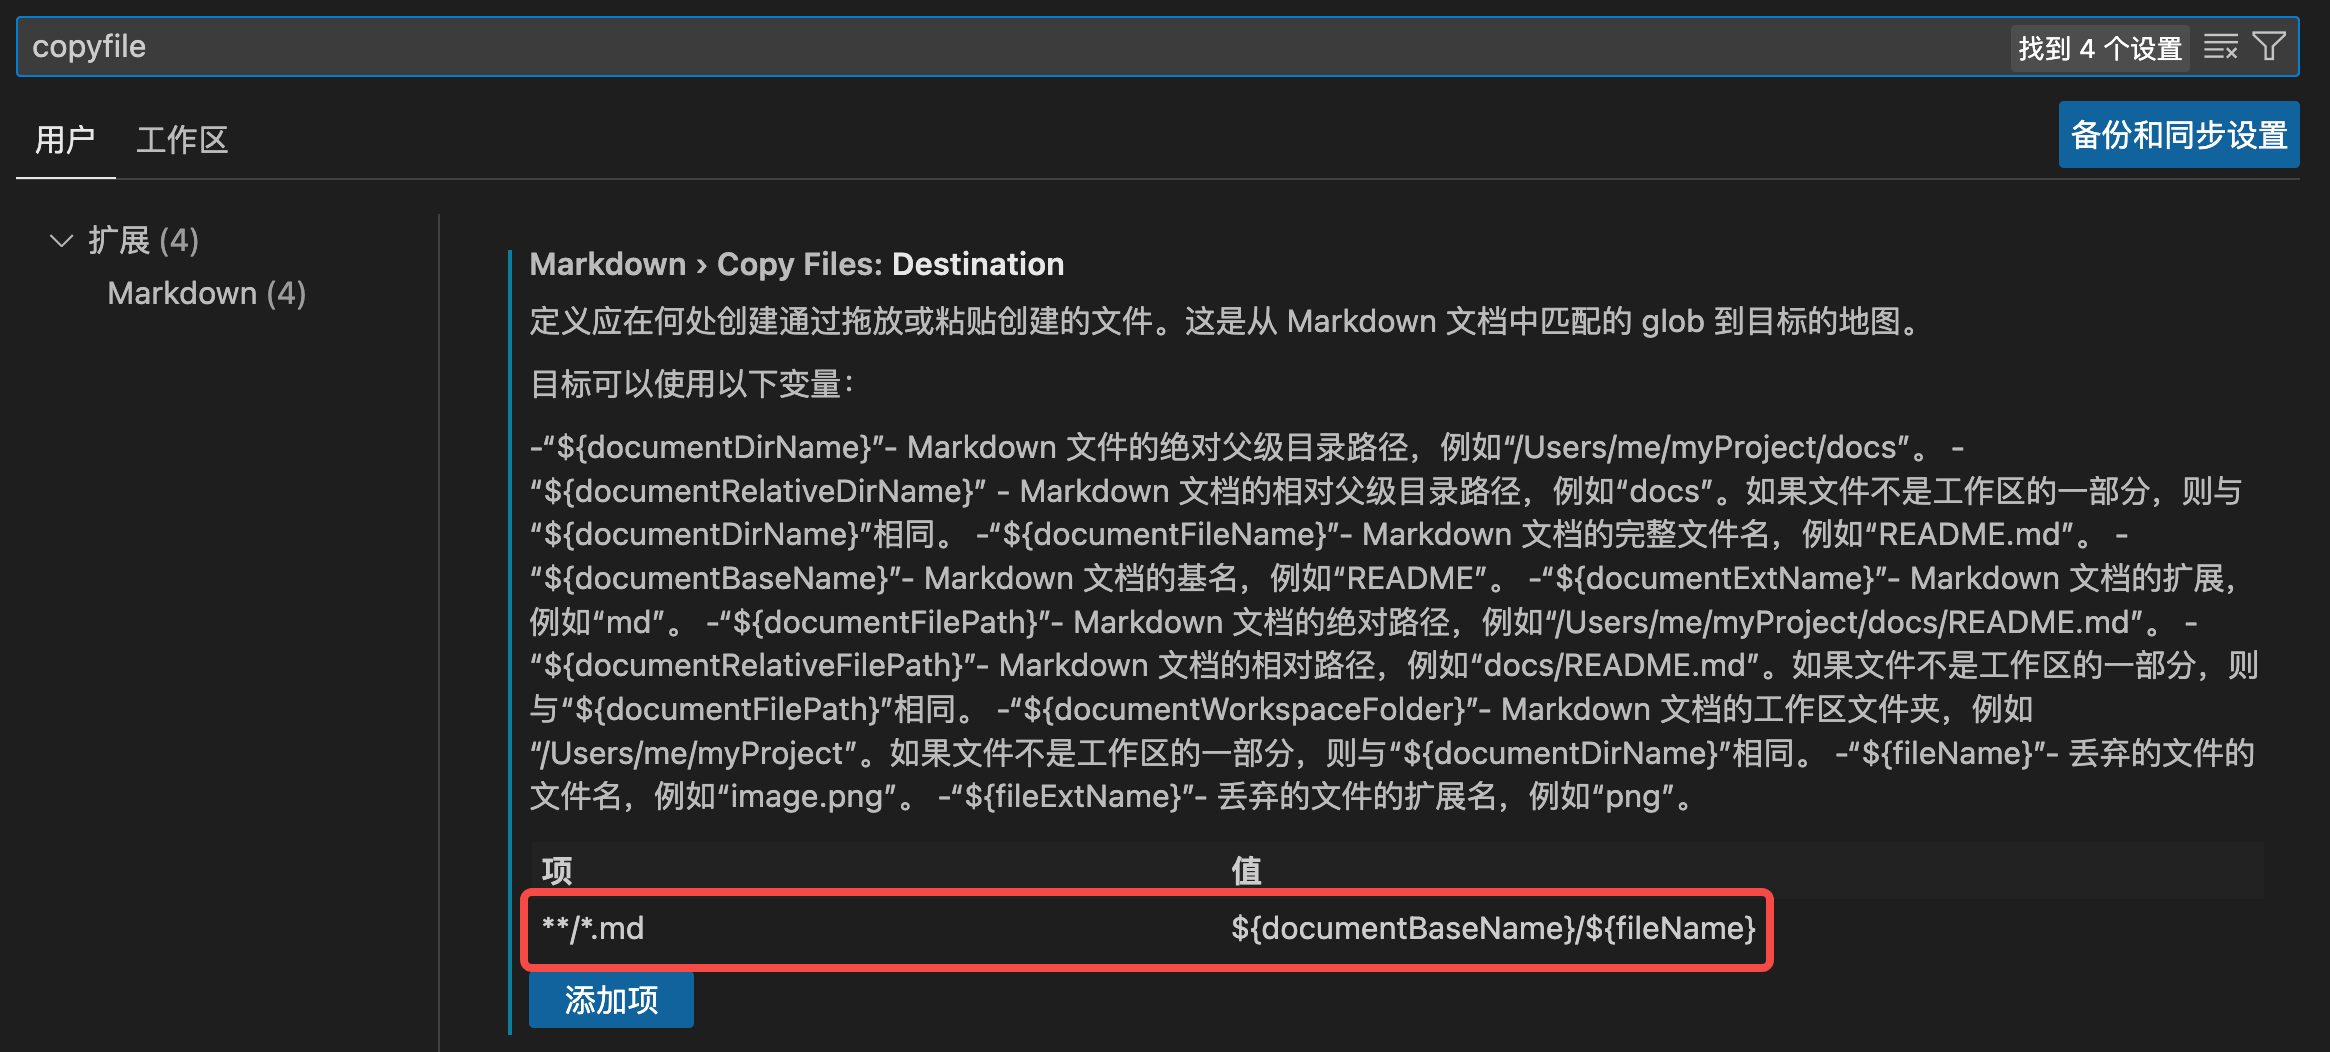 copyfile
找到 4 个设置
用户 工作区
备份和同步设置
扩展 (4)
Markdown (4)
Markdown › Copy Files: Destination
定义应在何处创建通过拖放或粘贴创建的文件。这是从 Markdown 文档中匹配的 glob 到目标的地图。
目标可以使用以下变量：
-“${documentDirName}”- Markdown 文件的绝对父级目录路径，例如“/Users/me/myProject/docs”。 -
“${documentRelativeDirName}” - Markdown 文档的相对父级目录路径，例如“docs”。如果文件不是工作区的一部分，则与
“${documentDirName}”相同。 -“${documentFileName}”- Markdown 文档的完整文件名，例如“README.md”。 -
“${documentBaseName}”- Markdown 文档的基名，例如“README”。 -“${documentExtName}”- Markdown 文档的扩展，
例如“md”。 -“${documentFilePath}”- Markdown 文档的绝对路径，例如“/Users/me/myProject/docs/README.md”。 -
“${documentRelativeFilePath}”- Markdown 文档的相对路径，例如“docs/README.md”。如果文件不是工作区的一部分，则
与“${documentFilePath}”相同。 -“${documentWorkspaceFolder}”- Markdown 文档的工作区文件夹，例如
“/Users/me/myProject”。如果文件不是工作区的一部分，则与“${documentDirName}”相同。 -“${fileName}”- 丢弃的文件的
文件名，例如“image.png”。 -“${fileExtName}”- 丢弃的文件的扩展名，例如“png”。
项 值
**/*.md ${documentBaseName}/${fileName}
添加项